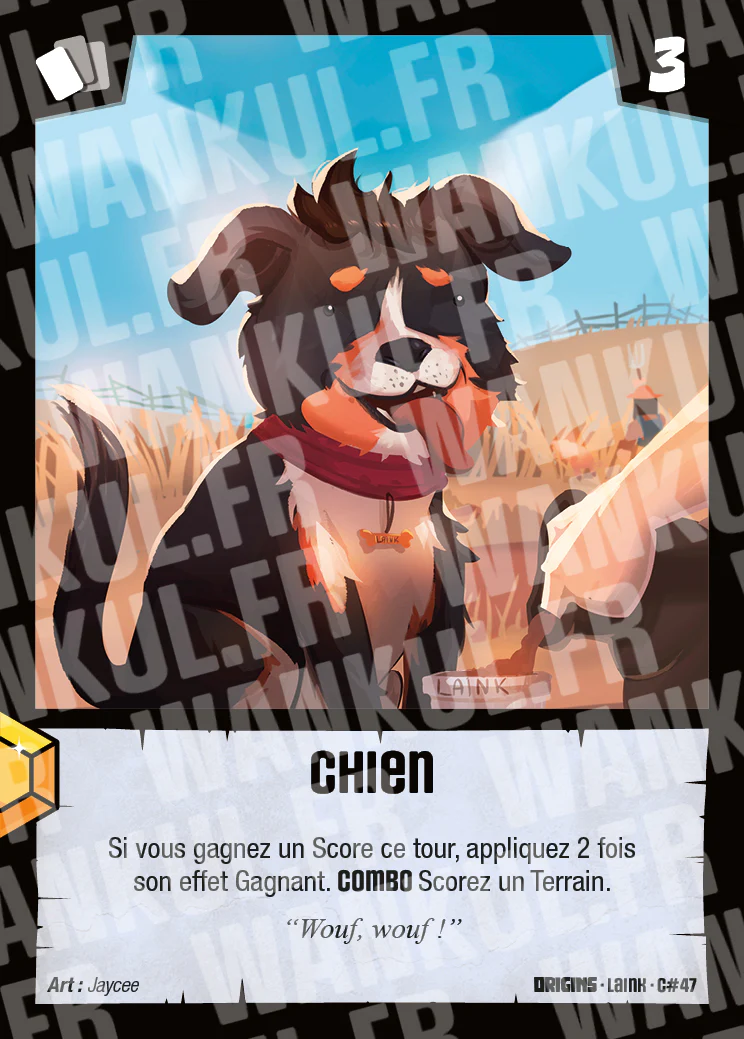 3
LAINK
LAINK
CHIEN
Si vous gagnez un Score ce tour, appliquez 2 fois
son effet Gagnant. COMBO Scorez un Terrain.
“Wouf, wouf !”
Art : Jaycee
ORIGINS · LAINK · C#47
WANKUL.FR